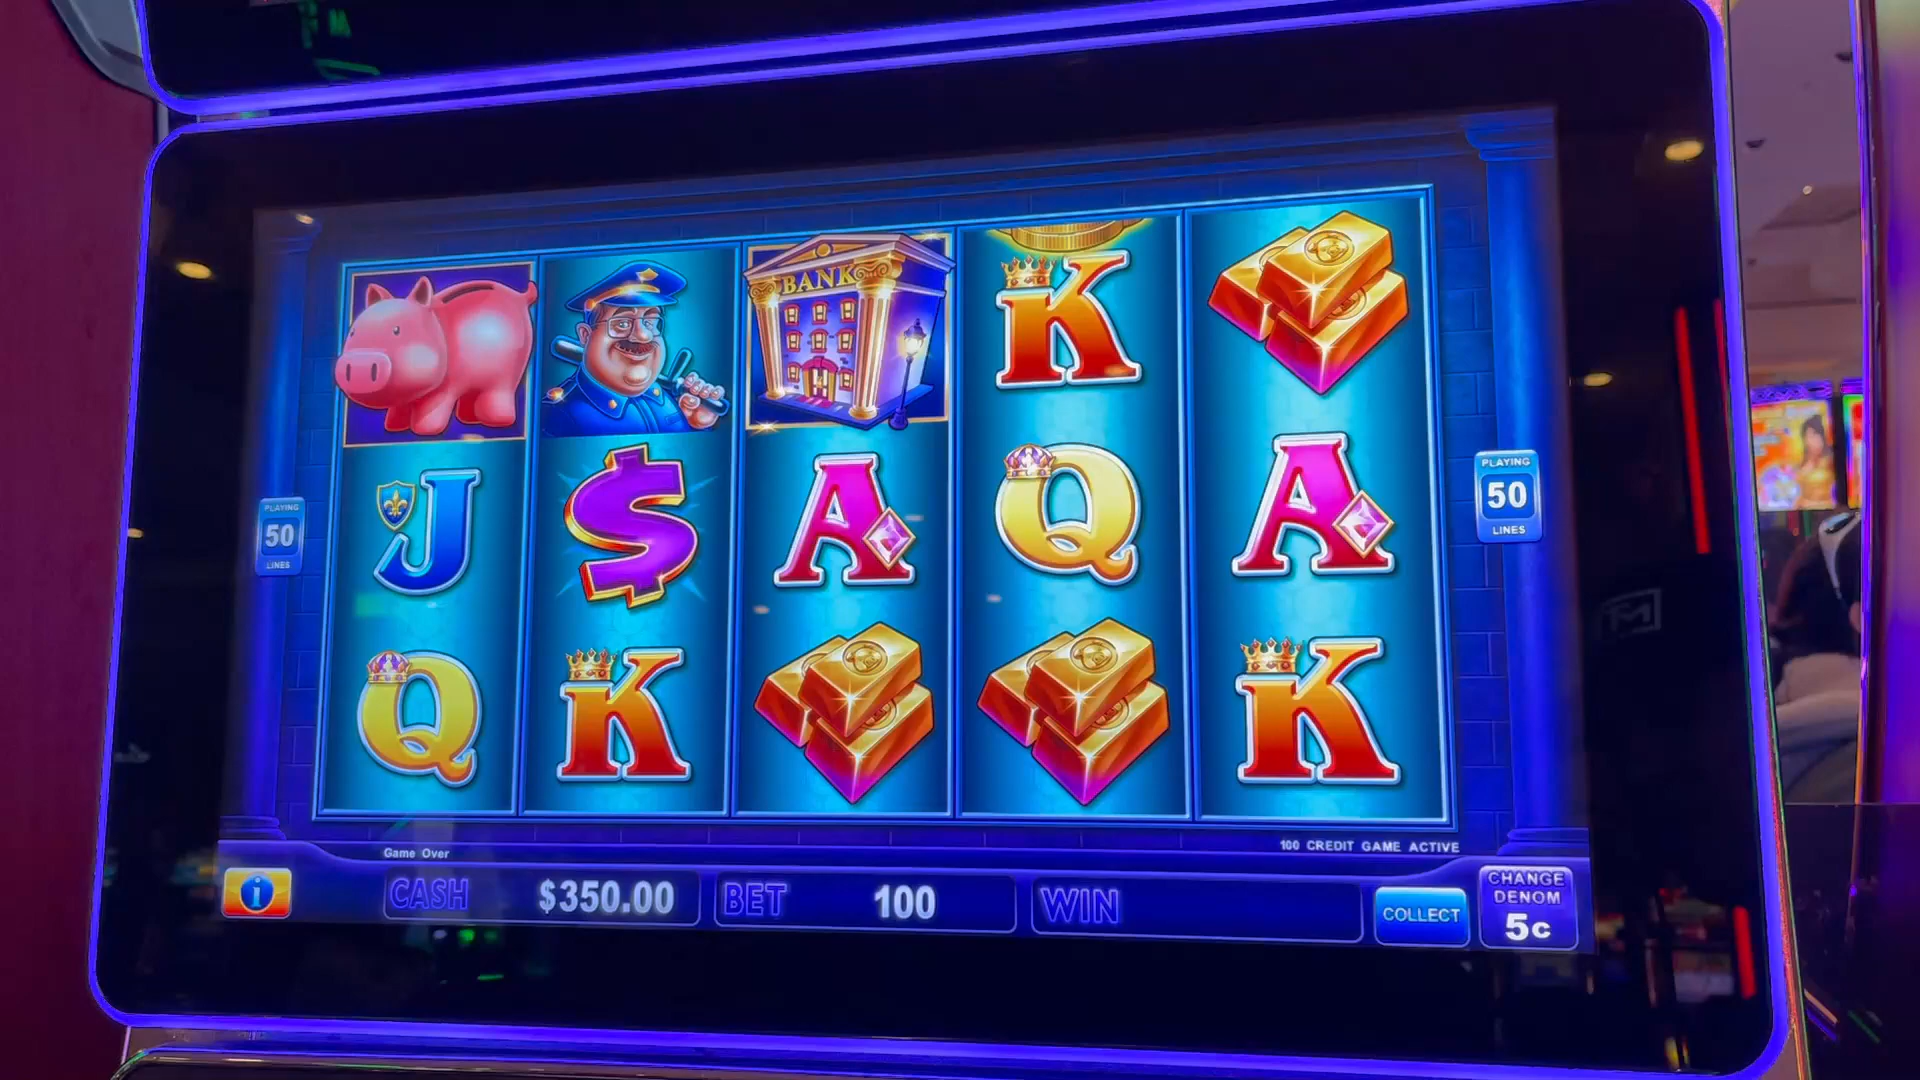 BANK
K
J
A
Q
A
Q
K
K
PLAYING
50
LINES
PLAYING
50
LINES
Game Over
100 CREDIT GAME ACTIVE
CASH $350.00
BET 100
WIN
COLLECT
CHANGE
DENOM
5c